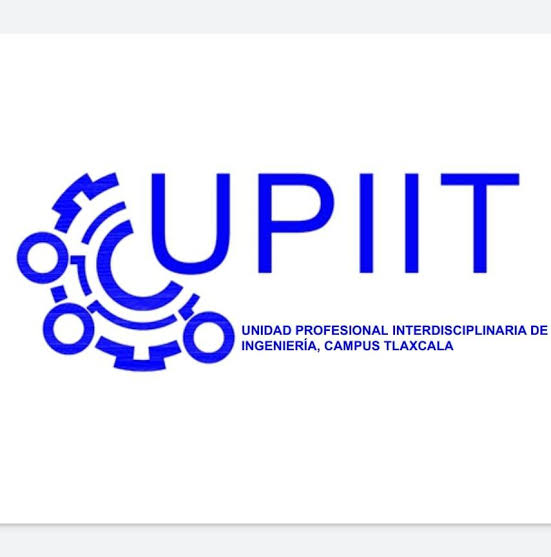 UPIIT
UNIDAD PROFESIONAL INTERDISCIPLINARIA DE
INGENIERÍA, CAMPUS TLAXCALA